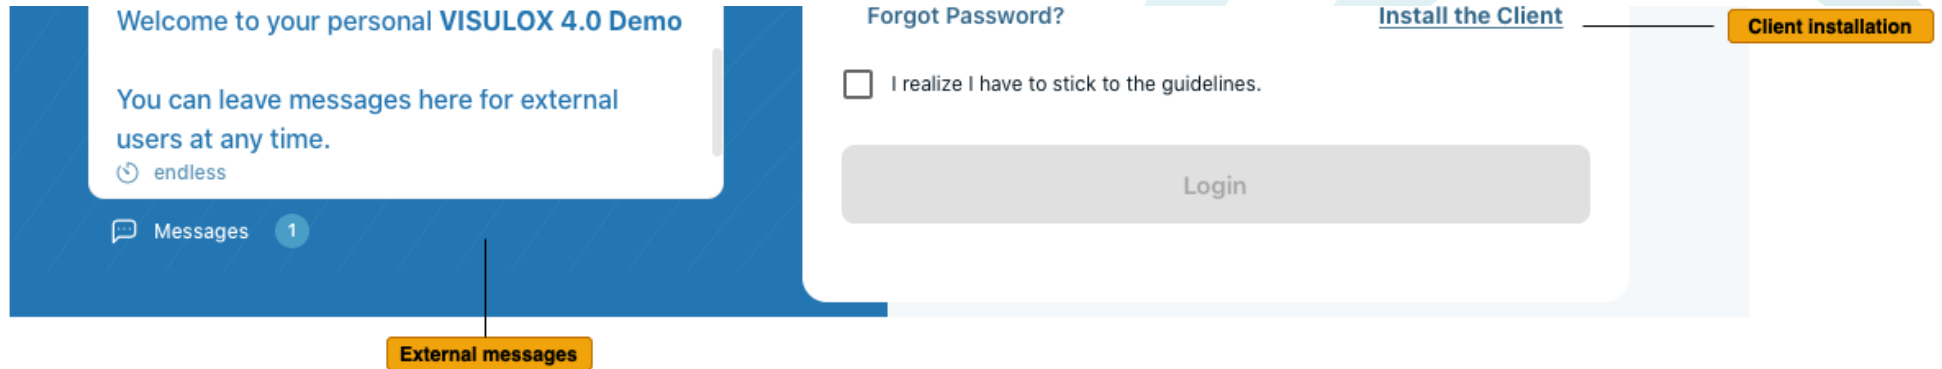 Welcome to your personal VISULOX 4.0 Demo
You can leave messages here for external
users at any time.
endless
Messages 1
External messages
Forgot Password?
Install the Client
Client installation
I realize I have to stick to the guidelines.
Login